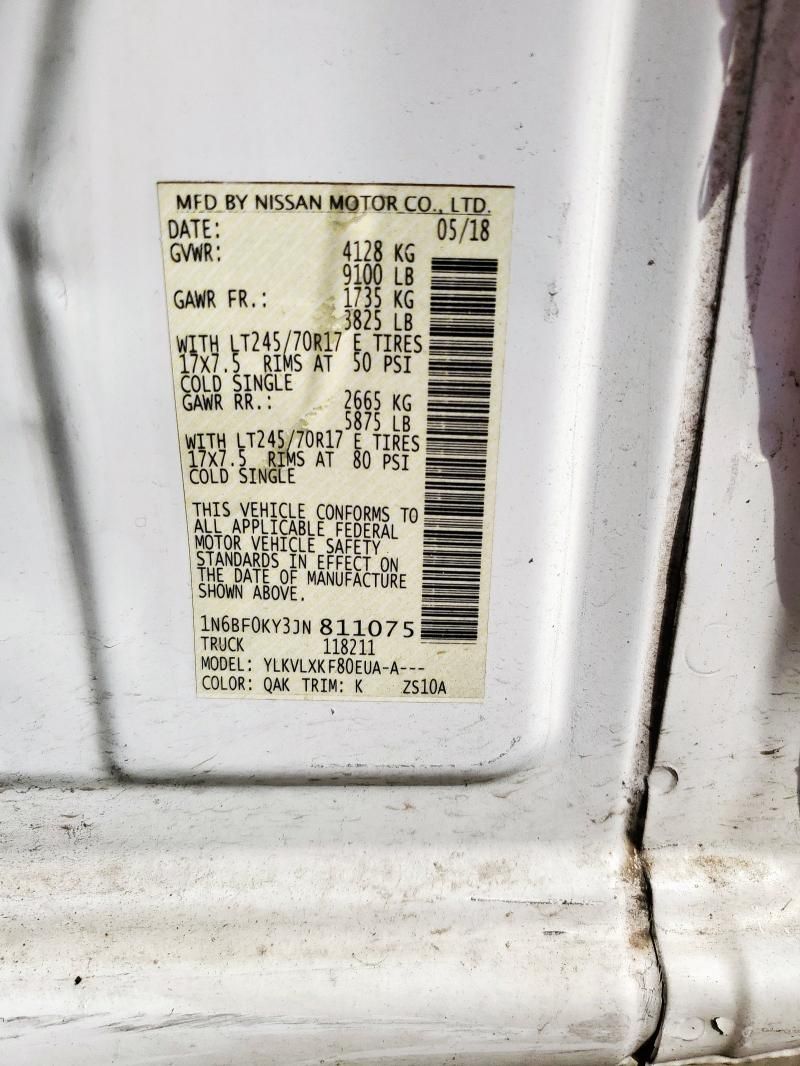 MFD BY NISSAN MOTOR CO., LTD.
DATE: 05/18
GVWR: 4128 KG
9100 LB
GAWR FR.: 1735 KG
3825 LB
WITH LT245/70R17 E TIRES
17X7.5 RIMS AT 50 PSI
COLD SINGLE
GAWR RR.: 2665 KG
5875 LB
WITH LT245/70R17 E TIRES
17X7.5 RIMS AT 80 PSI
COLD SINGLE
THIS VEHICLE CONFORMS TO
ALL APPLICABLE FEDERAL
MOTOR VEHICLE SAFETY
STANDARDS IN EFFECT ON
THE DATE OF MANUFACTURE
SHOWN ABOVE.
1N6BF0KY3JN 811075
TRUCK 118211
MODEL: YLKVLXKF80EUA-A---
COLOR: QAK TRIM: K ZS10A